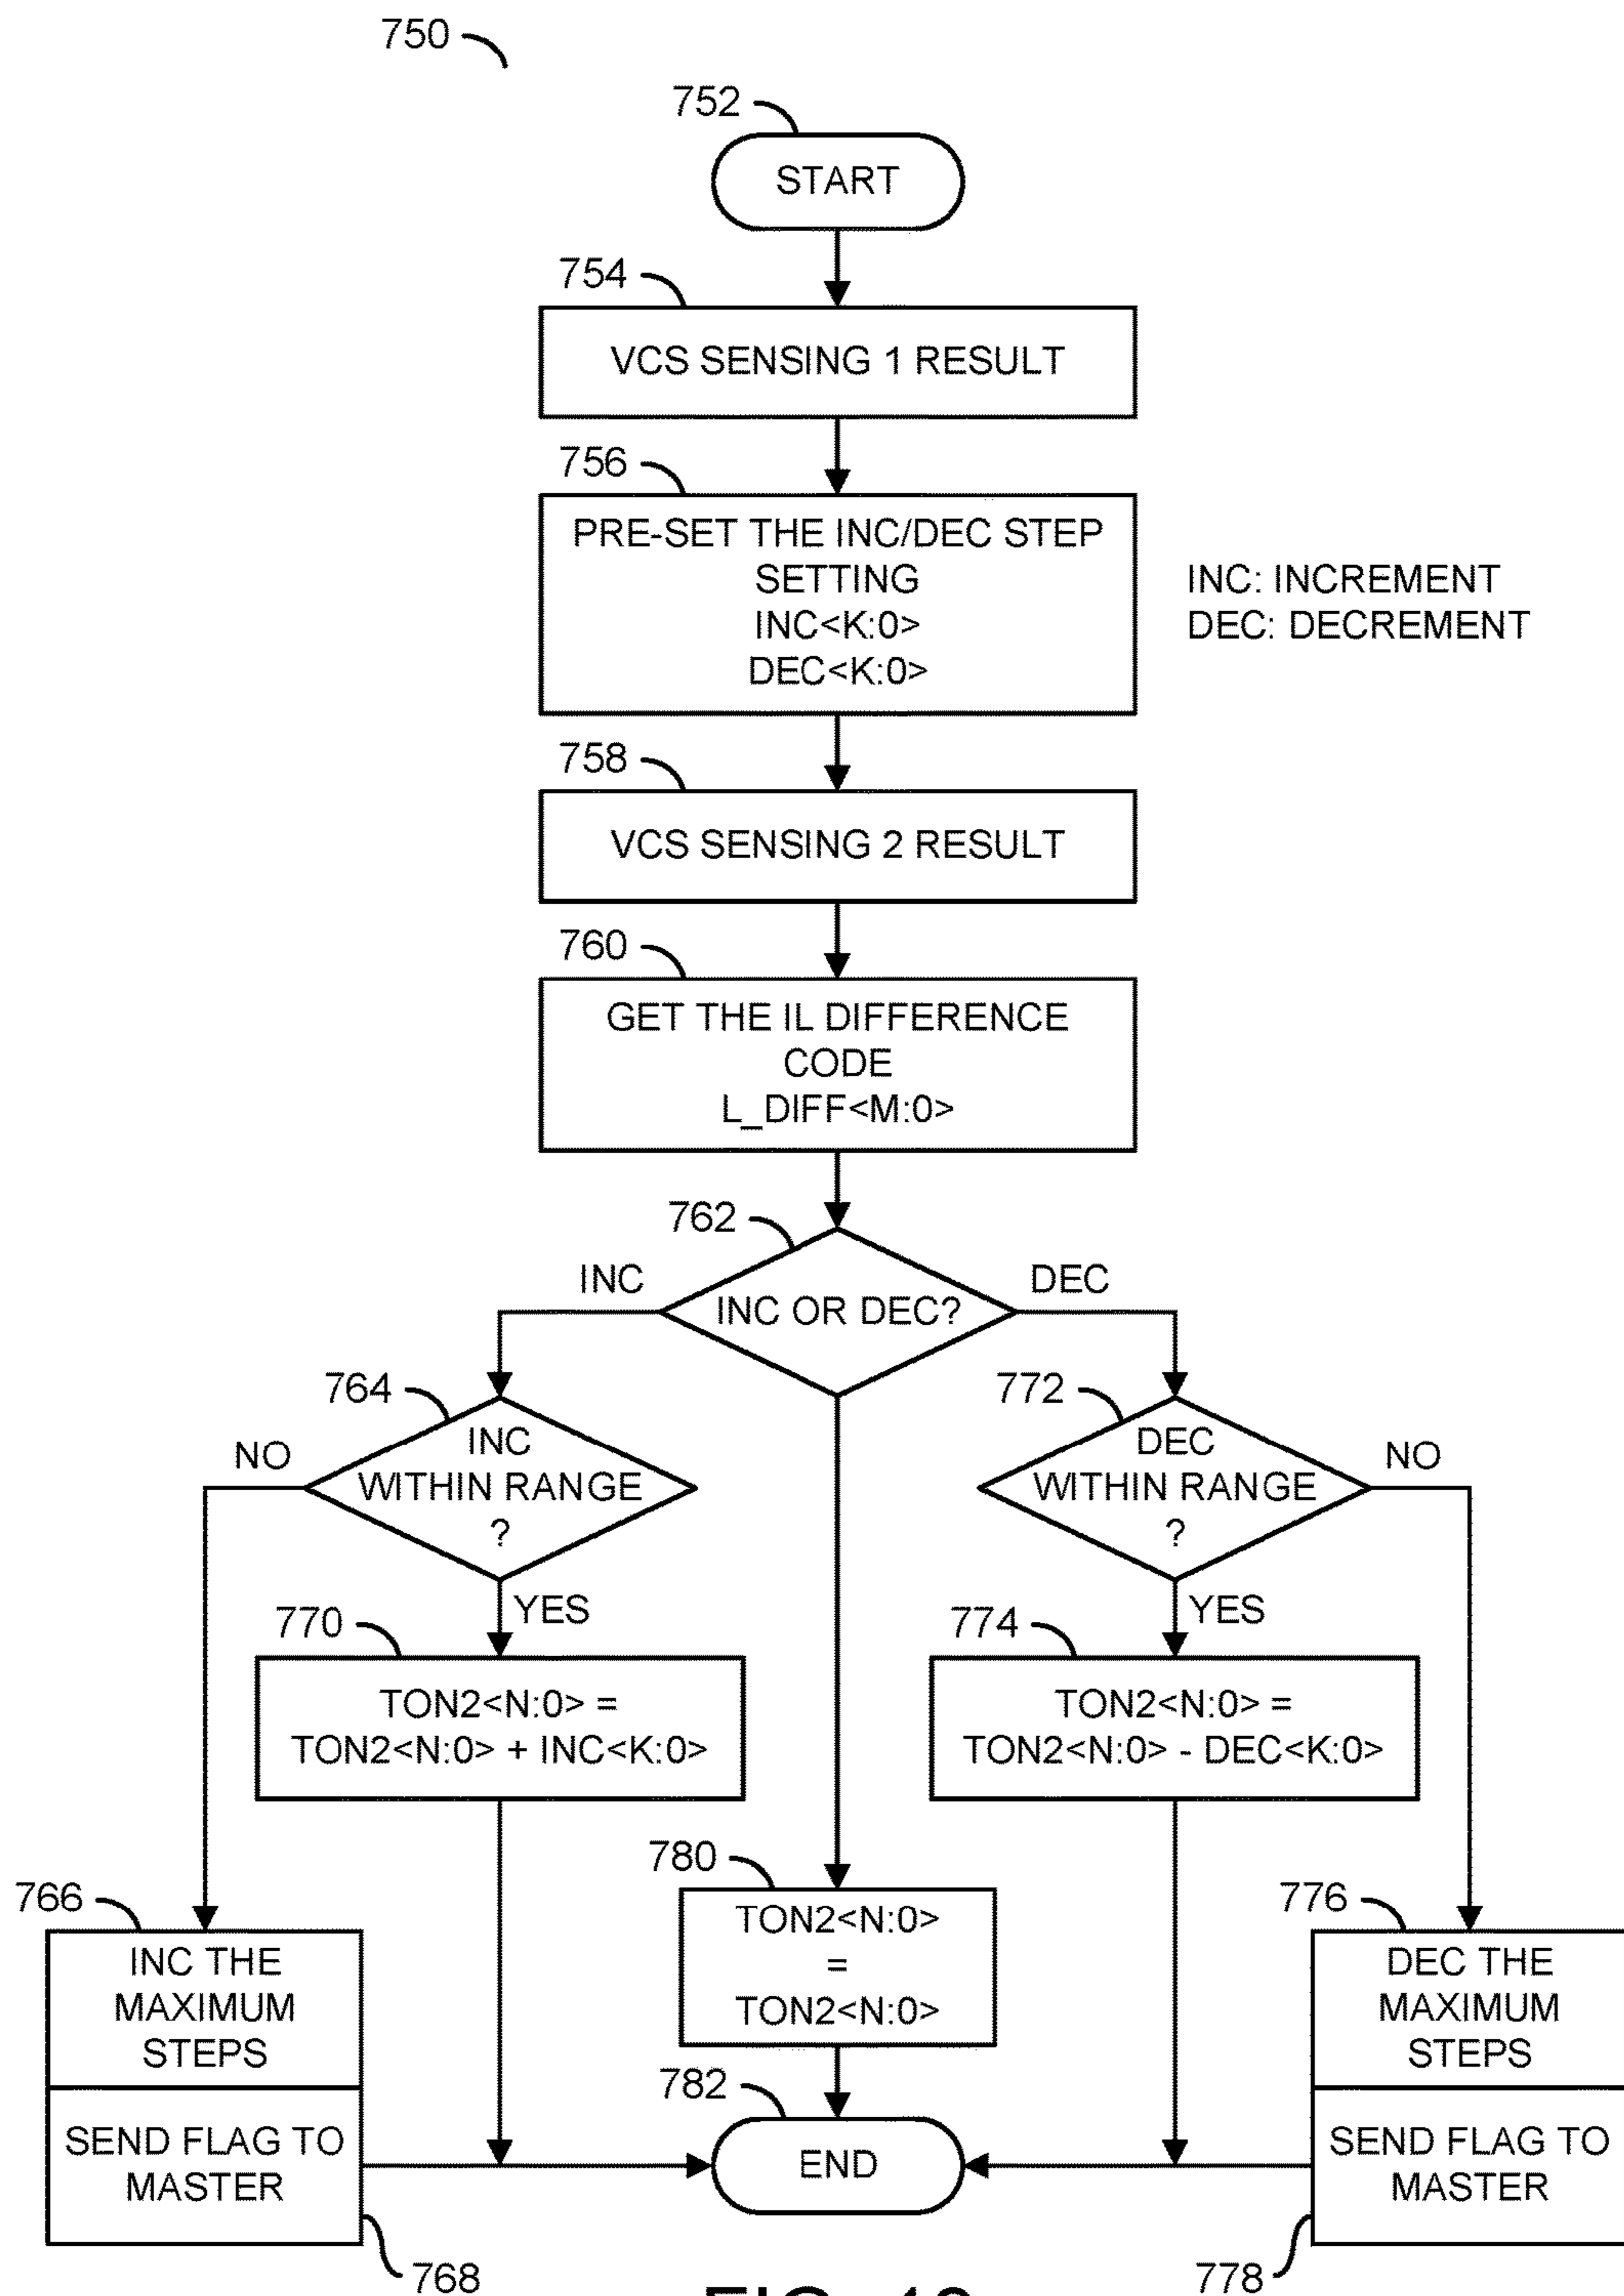 750
752
START
754
VCS SENSING 1 RESULT
756
PRE-SET THE INC/DEC STEP
SETTING
INC<K:0>
DEC<K:0>
INC: INCREMENT
DEC: DECREMENT
758
VCS SENSING 2 RESULT
760
GET THE IL DIFFERENCE
CODE
L_DIFF<M:0>
762
INC
INC OR DEC?
DEC
764
NO
INC
WITHIN RANGE
?
YES
772
DEC
WITHIN RANGE
?
NO
YES
770
TON2<N:0> =
TON2<N:0> + INC<K:0>
774
TON2<N:0> =
TON2<N:0> - DEC<K:0>
766
INC THE
MAXIMUM
STEPS
SEND FLAG TO
MASTER
768
780
TON2<N:0>
=
TON2<N:0>
782
END
776
DEC THE
MAXIMUM
STEPS
SEND FLAG TO
MASTER
778